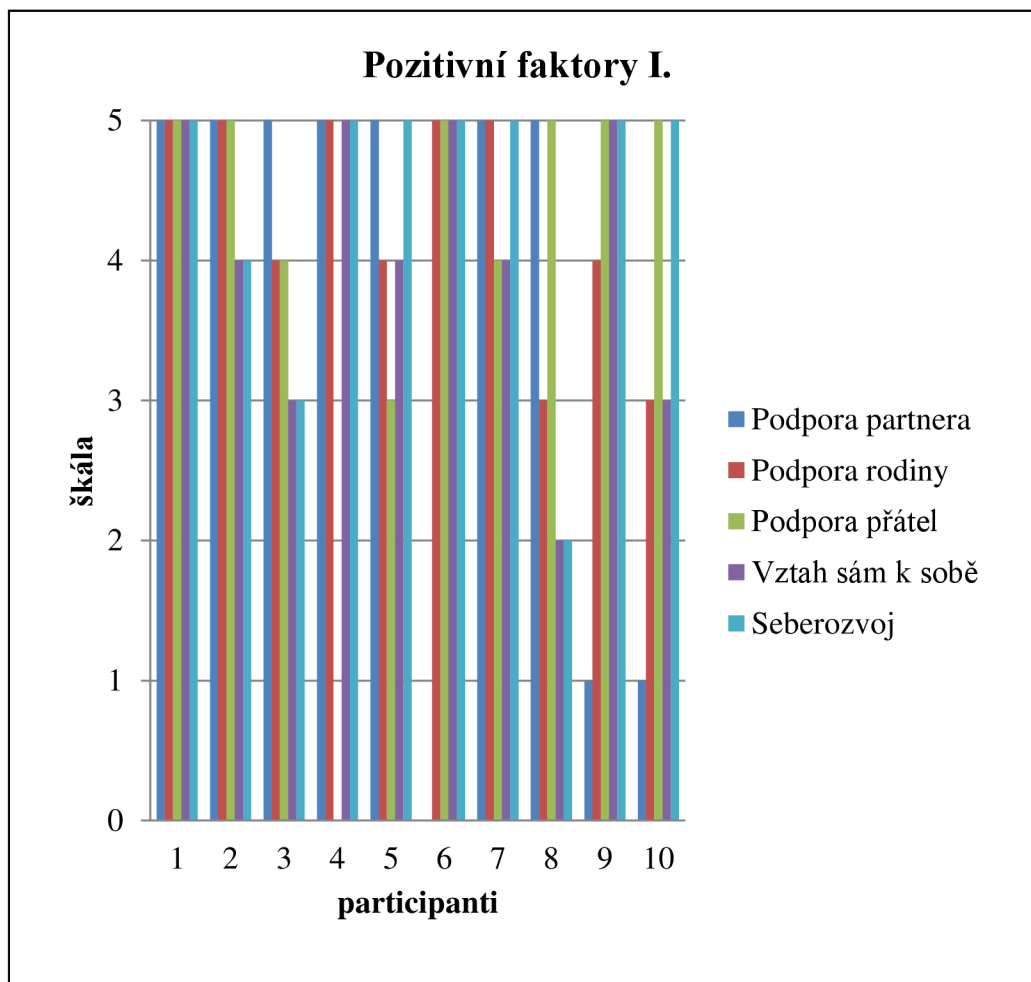 Pozitivní faktory I.
5
4
3
2
1
0
škála
1 2 3 4 5 6 7 8 9 10
participanti
Podpora partnera
Podpora rodiny
Podpora přátel
Vztah sám k sobě
Seberozvoj